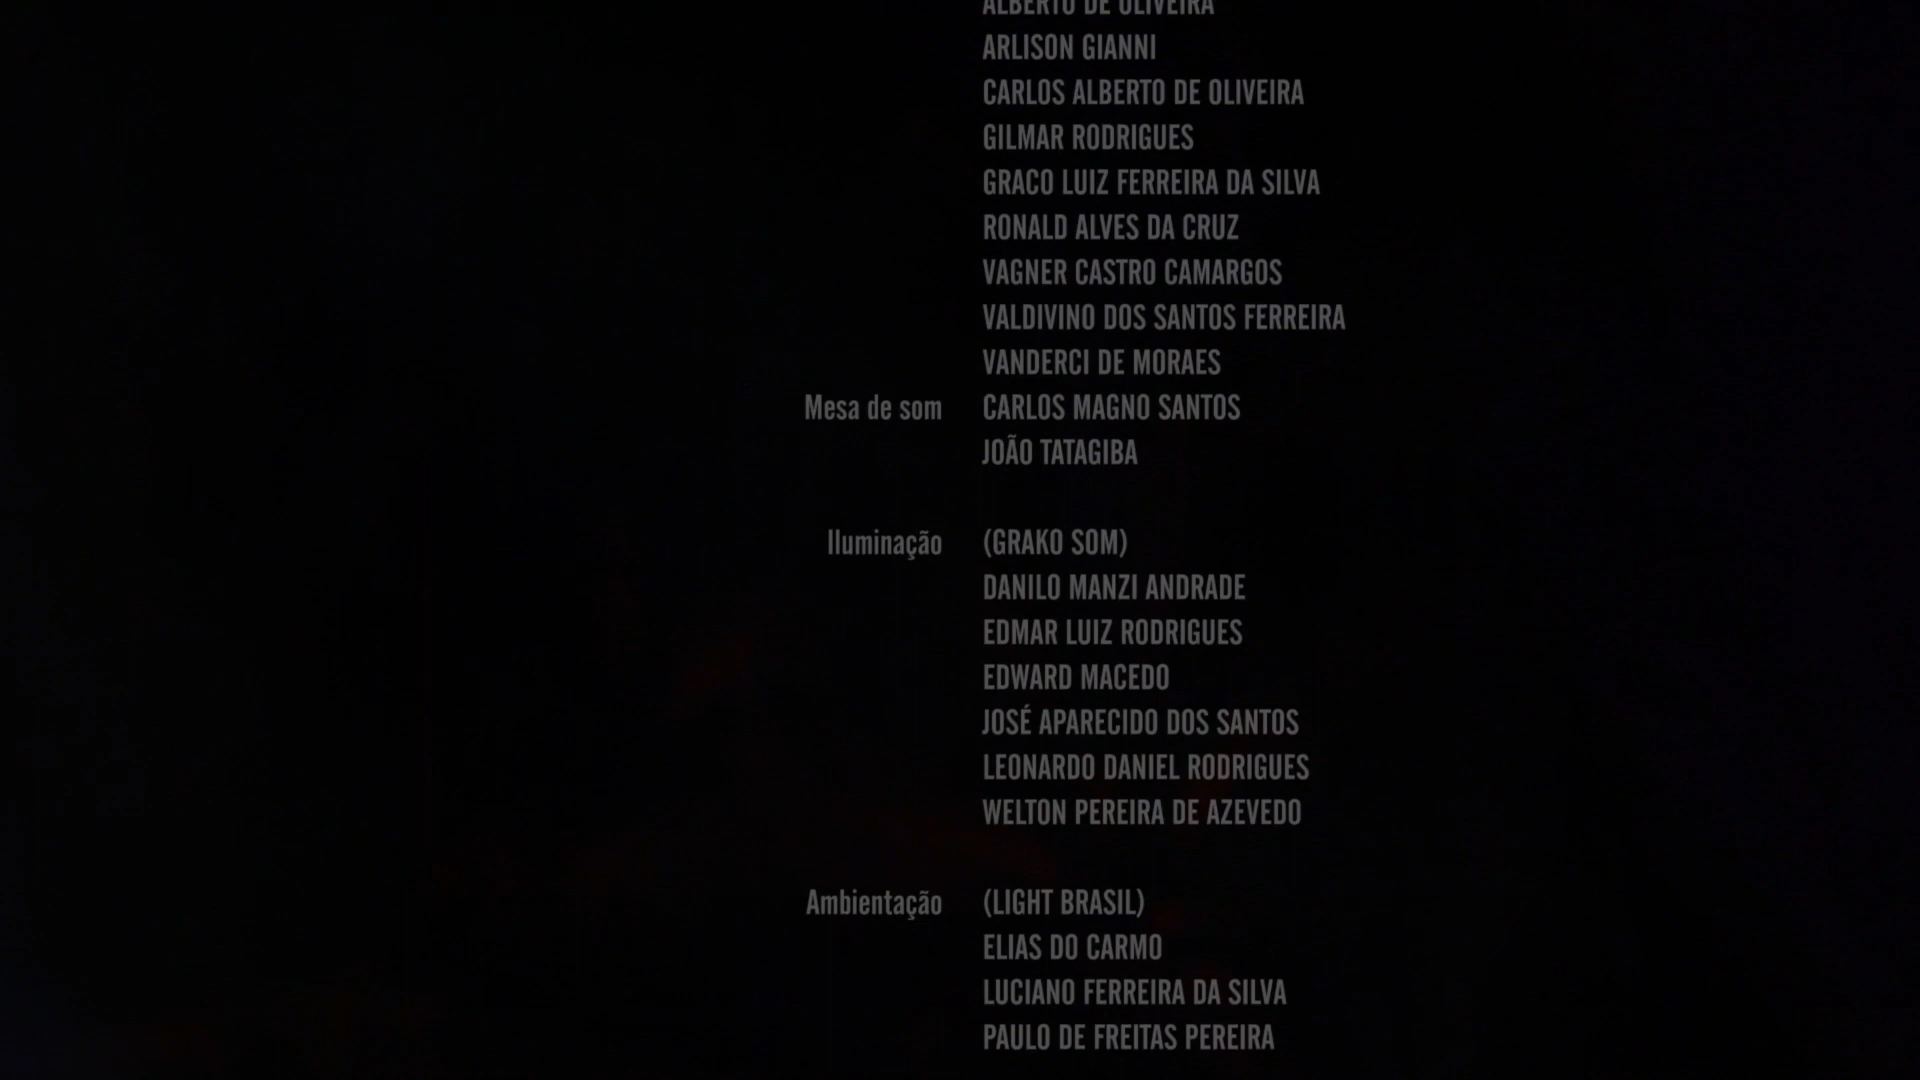 ALBERTO DE OLIVEIRA
ARLISON GIANNI
CARLOS ALBERTO DE OLIVEIRA
GILMAR RODRIGUES
GRACO LUIZ FERREIRA DA SILVA
RONALD ALVES DA CRUZ
VAGNER CASTRO CAMARGOS
VALDIVINO DOS SANTOS FERREIRA
VANDERCI DE MORAES
Mesa de som CARLOS MAGNO SANTOS
JOÃO TATAGIBA
Iluminação (GRAKO SOM)
DANILO MANZI ANDRADE
EDMAR LUIZ RODRIGUES
EDWARD MACEDO
JOSÉ APARECIDO DOS SANTOS
LEONARDO DANIEL RODRIGUES
WELTON PEREIRA DE AZEVEDO
Ambientação (LIGHT BRASIL)
ELIAS DO CARMO
LUCIANO FERREIRA DA SILVA
PAULO DE FREITAS PEREIRA